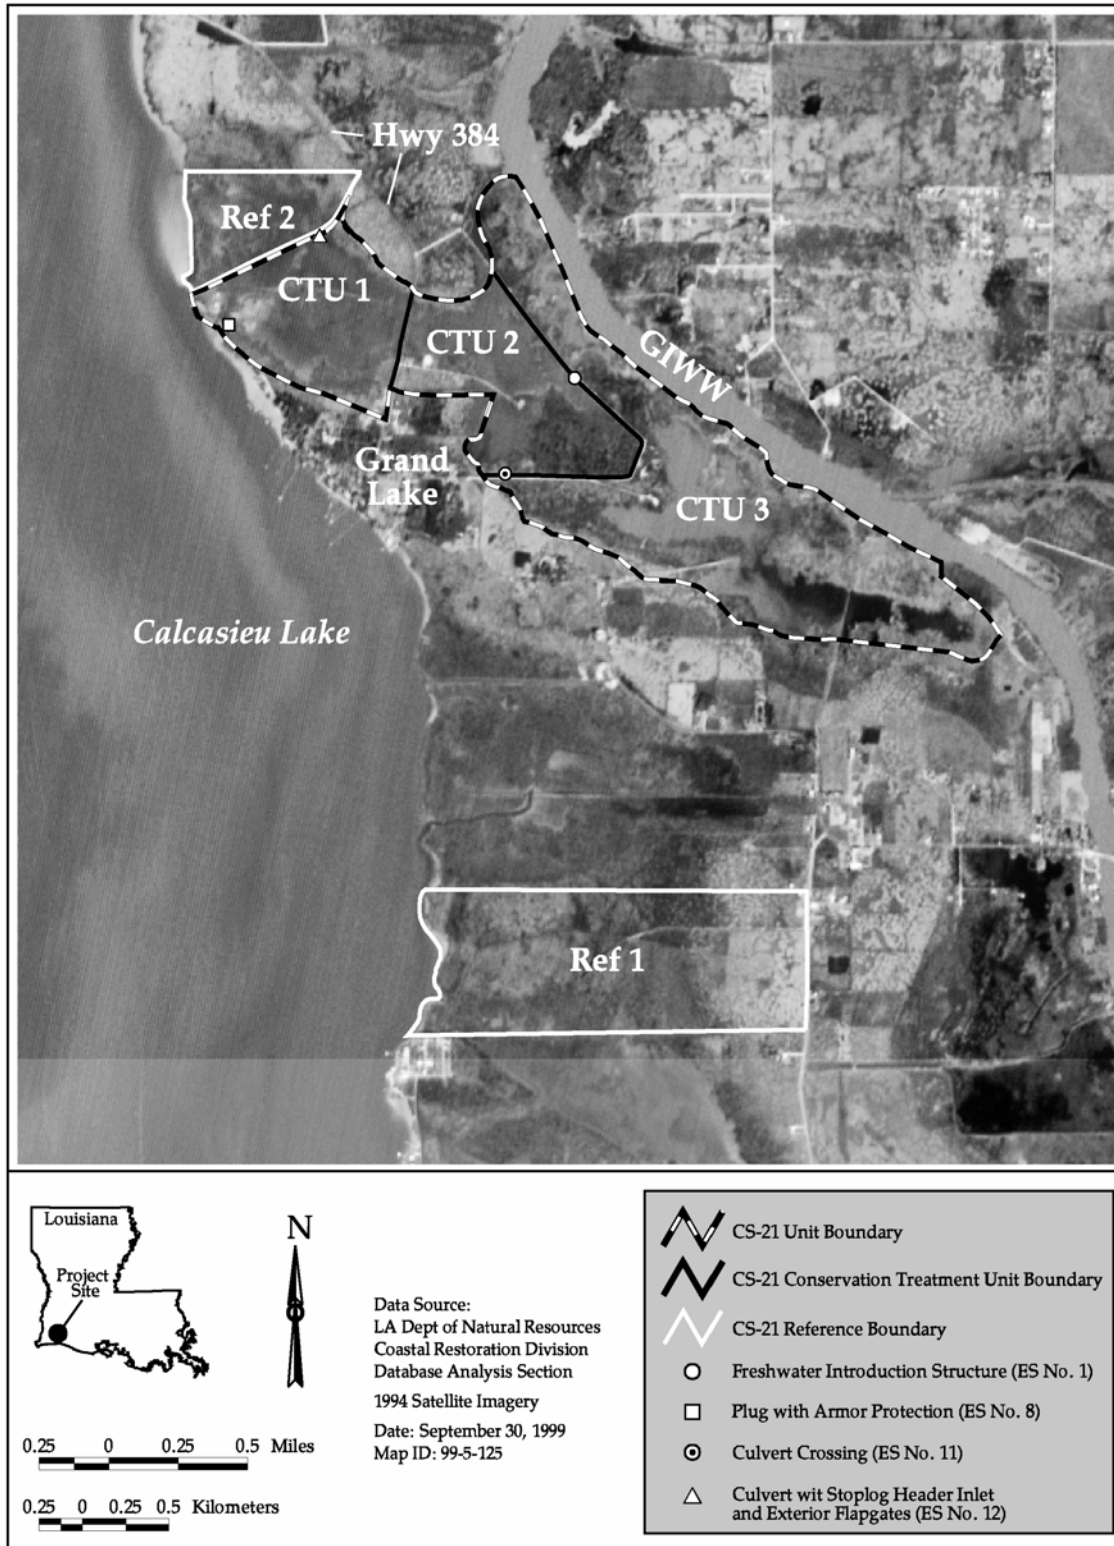 Hwy 384
Ref 2
CTU 1
CTU 2
GIWW
Grand
Lake
CTU 3
Calcasieu Lake
Ref 1
Louisiana
Project
Site
N
Data Source:
LA Dept of Natural Resources
Coastal Restoration Division
Database Analysis Section
1994 Satellite Imagery
Date: September 30, 1999
Map ID: 99-5-125
0.25 0 0.25 0.5 Miles
0.25 0 0.25 0.5 Kilometers
CS-21 Unit Boundary
CS-21 Conservation Treatment Unit Boundary
CS-21 Reference Boundary
Freshwater Introduction Structure (ES No. 1)
Plug with Armor Protection (ES No. 8)
Culvert Crossing (ES No. 11)
Culvert wit Stoplog Header Inlet
and Exterior Flapgates (ES No. 12)